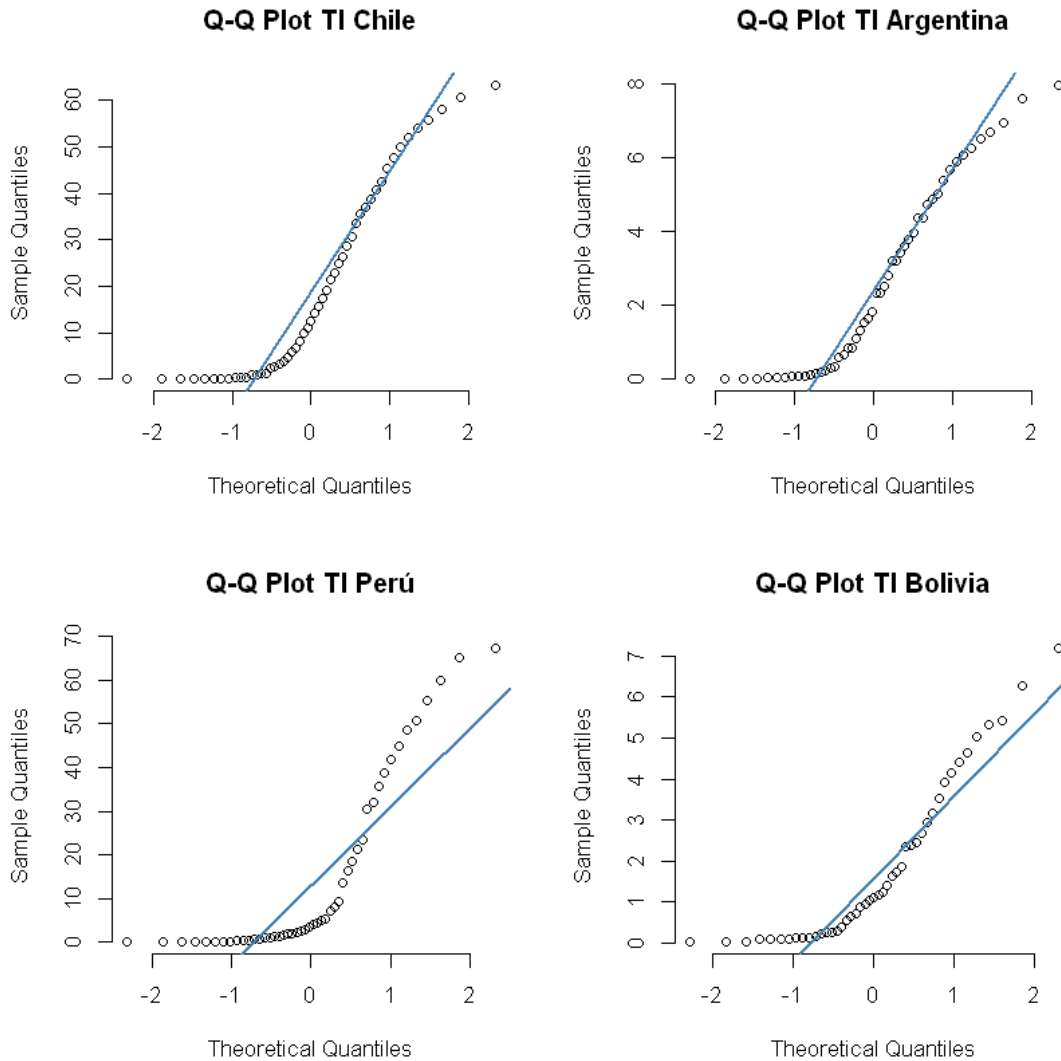 Q-Q Plot TI Chile
Sample Quantiles
60
50
40
30
20
10
0
-2 -1 0 1 2
Theoretical Quantiles
Q-Q Plot TI Argentina
Sample Quantiles
8
6
4
2
0
-2 -1 0 1 2
Theoretical Quantiles
Q-Q Plot TI Perú
Sample Quantiles
70
60
50
40
30
20
10
0
-2 -1 0 1 2
Theoretical Quantiles
Q-Q Plot TI Bolivia
Sample Quantiles
7
6
5
4
3
2
1
0
-2 -1 0 1 2
Theoretical Quantiles